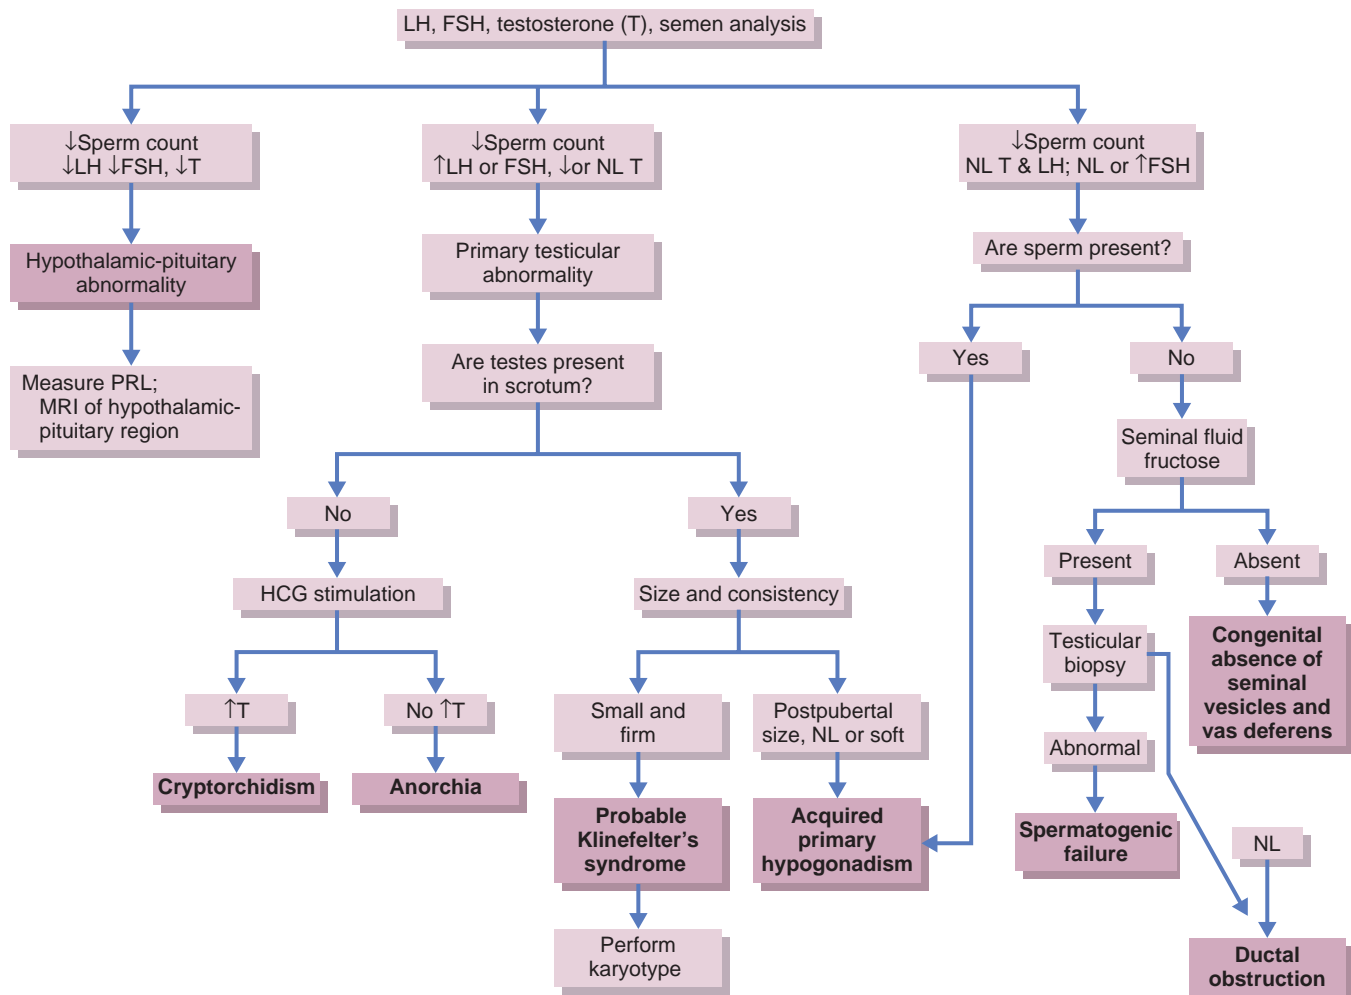 LH, FSH, testosterone (T), semen analysis
↓Sperm count
↓LH ↓FSH, ↓T
↓Sperm count
↑LH or FSH, ↓or NL T
↓Sperm count
NL T & LH; NL or ↑FSH
Hypothalamic-pituitary
abnormality
Primary testicular
abnormality
Are sperm present?
Measure PRL;
MRI of hypothalamic-
pituitary region
Are testes present
in scrotum?
Yes
No
Seminal fluid
fructose
No
Yes
Present
Absent
HCG stimulation
Size and consistency
Testicular
biopsy
Congenital
absence of
seminal
vesicles and
vas deferens
↑T
No ↑T
Small and
firm
Postpubertal
size, NL or soft
Abnormal
Cryptorchidism
Anorchia
Probable
Klinefelter's
syndrome
Acquired
primary
hypogonadism
Spermatogenic
failure
NL
Perform
karyotype
Ductal
obstruction